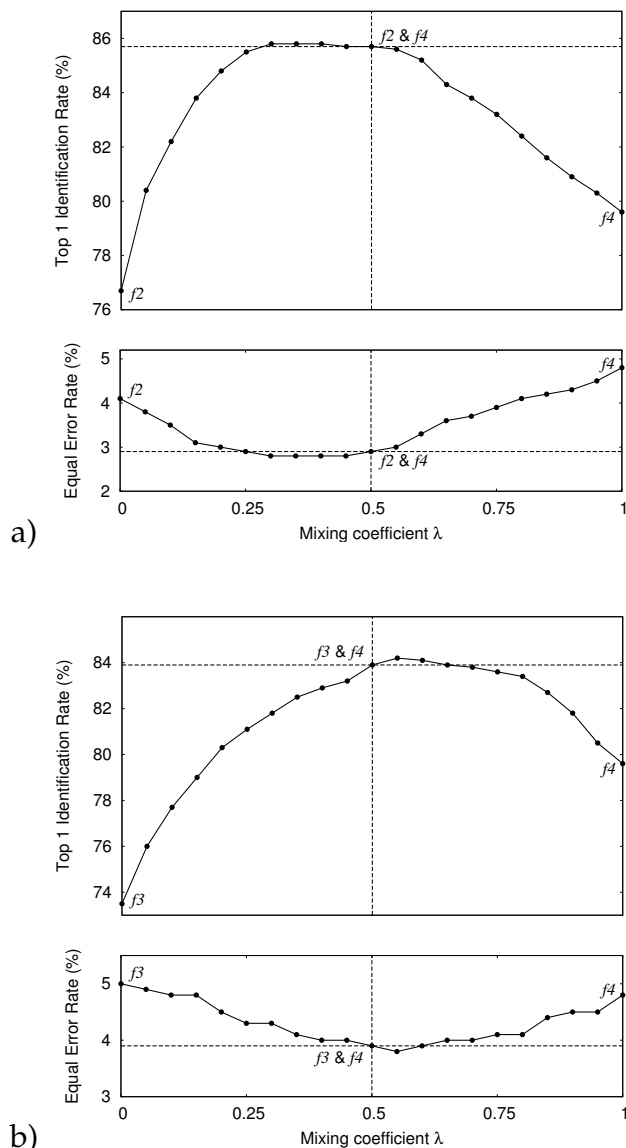 86
84
82
80
78
76
Top 1 Identification Rate (%)
f2 & f4
f4
f2
5
4
3
2
Equal Error Rate (%)
f2
f4
f2 & f4
0 0.25 0.5 0.75 1
Mixing coefficient λ
a)
84
82
80
78
76
74
Top 1 Identification Rate (%)
f3 & f4
f4
f3
5
4
3
Equal Error Rate (%)
f3
f4
f3 & f4
0 0.25 0.5 0.75 1
Mixing coefficient λ
b)